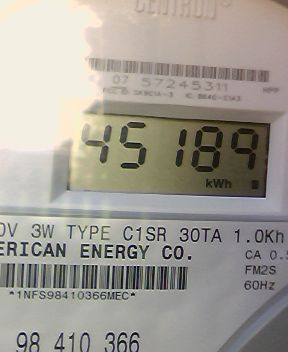 CENTRON®
07 57245311
45189
kWh
0V 3W TYPE C1SR 30TA 1.0Kh
ERICAN ENERGY CO.
CA 0.5
FM2S
*1NFS98410366MEC*
60Hz
98 410 366